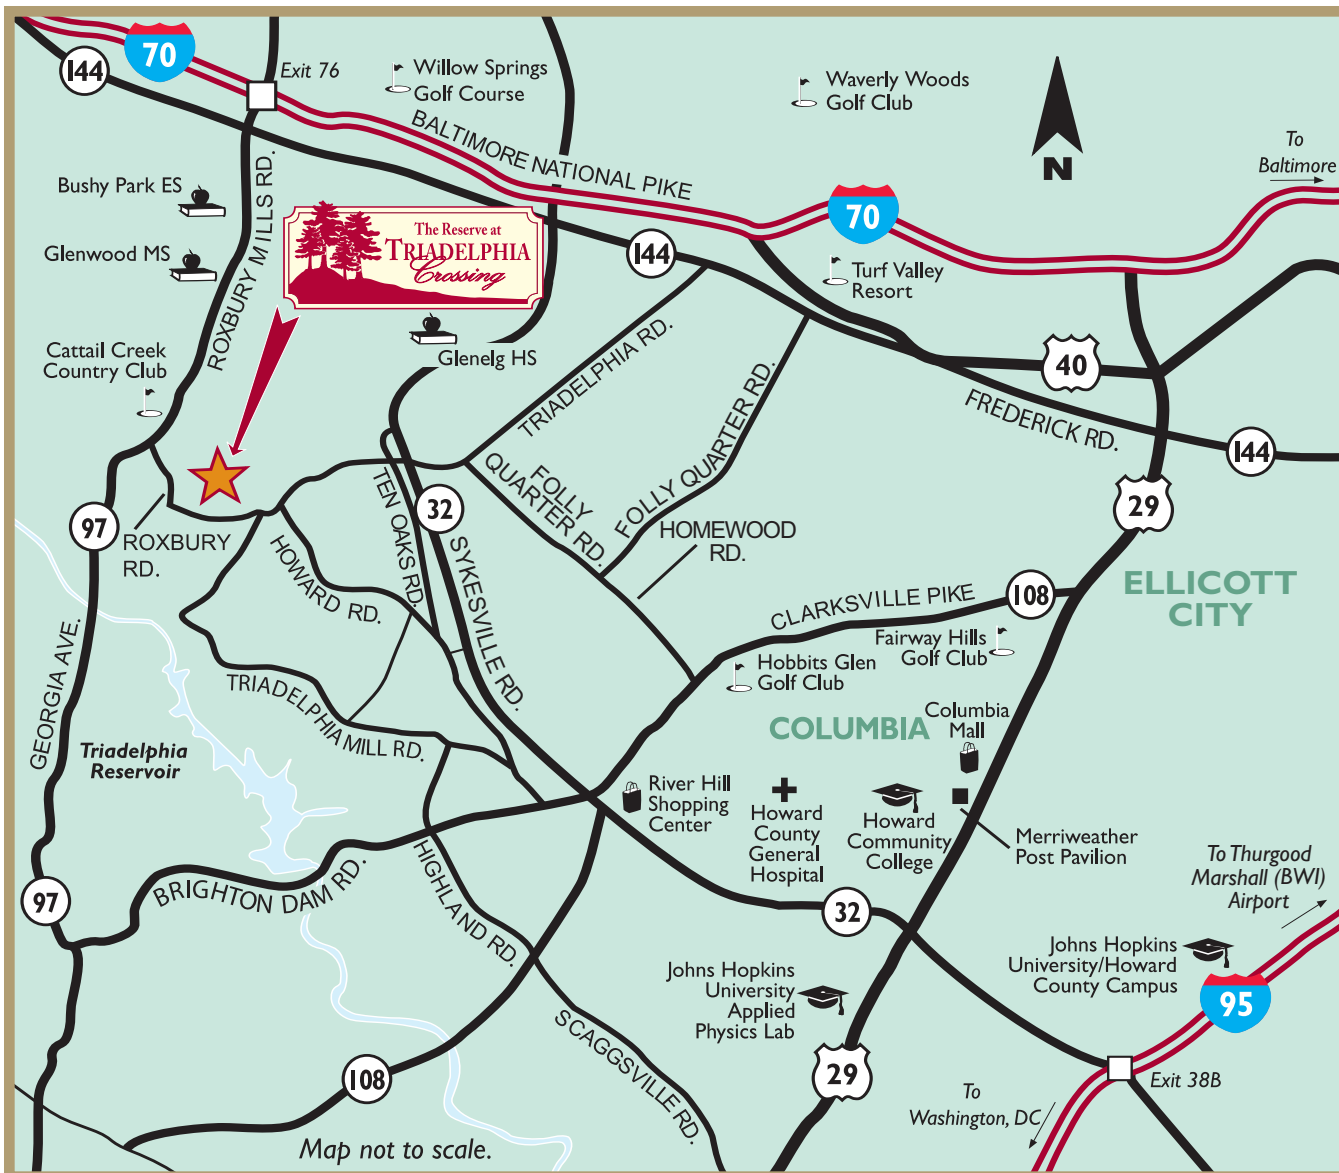 70
144
Exit 76
Willow Springs
Golf Course
Waverly Woods
Golf Club
N
To
Baltimore
BALTIMORE NATIONAL PIKE
Bushy Park ES
Glenwood MS
ROXBURY MILLS RD.
The Reserve at
TRIADELPHIA
Crossing
144
70
Turf Valley
Resort
Glenelg HS
Cattail Creek
Country Club
TRIADELPHIA RD.
FOLLY QUARTER RD.
40
FREDERICK RD.
144
29
97
ROXBURY
RD.
HOWARD RD.
TEN OAKS RD.
32
SYKESVILLE RD.
FOLLY
QUARTER RD.
HOMEWOOD
RD.
CLARKSVILLE PIKE
108
ELLICOTT
CITY
Fairway Hills
Golf Club
Hobbits Glen
Golf Club
GEORGIA AVE.
TRIADELPHIA MILL RD.
Triadelphia
Reservoir
COLUMBIA
Columbia
Mall
River Hill
Shopping
Center
Howard
County
General
Hospital
Howard
Community
College
Merriweather
Post Pavilion
97
BRIGHTON DAM RD.
HIGHLAND RD.
32
To Thurgood
Marshall (BWI)
Airport
Johns Hopkins
University/Howard
County Campus
95
Johns Hopkins
University
Applied
Physics Lab
SCAGGSVILLE RD.
29
108
Exit 38B
To
Washington, DC
Map not to scale.